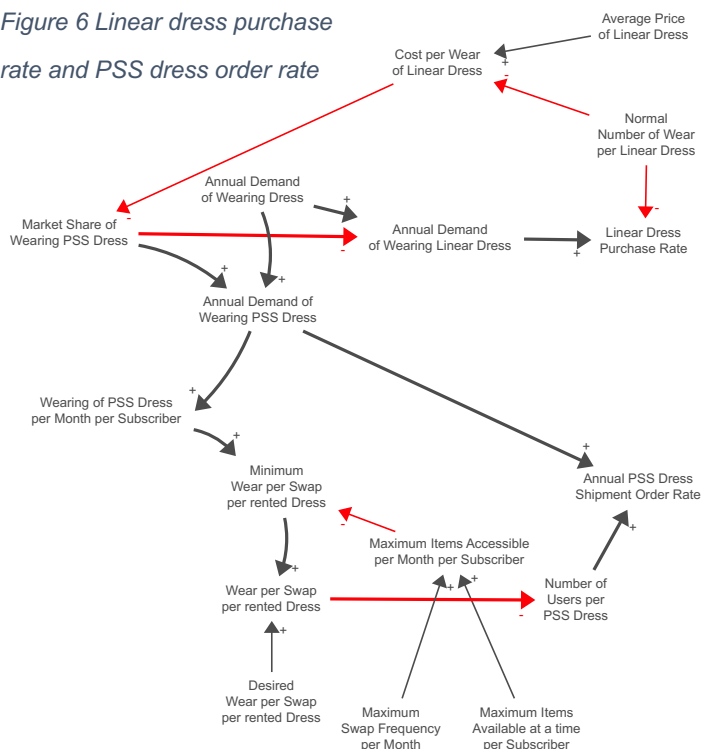 Figure 6 Linear dress purchase
rate and PSS dress order rate
Average Price
of Linear Dress
Cost per Wear
of Linear Dress
+
-
Normal
Number of Wear
per Linear Dress
Annual Demand
of Wearing Dress
+
-
-
Market Share of
Wearing PSS Dress
Annual Demand
of Wearing Linear Dress
Linear Dress
Purchase Rate
-
+
+
+
Annual Demand of
Wearing PSS Dress
+
Wearing of PSS Dress
per Month per Subscriber
+
+
Minimum
Wear per Swap
per rented Dress
Annual PSS Dress
Shipment Order Rate
-
+
Maximum Items Accessible
per Month per Subscriber
+
+
+
Wear per Swap
per rented Dress
Number of
Users per
PSS Dress
-
+
Desired
Wear per Swap
per rented Dress
Maximum
Swap Frequency
per Month
Maximum Items
Available at a time
per Subscriber